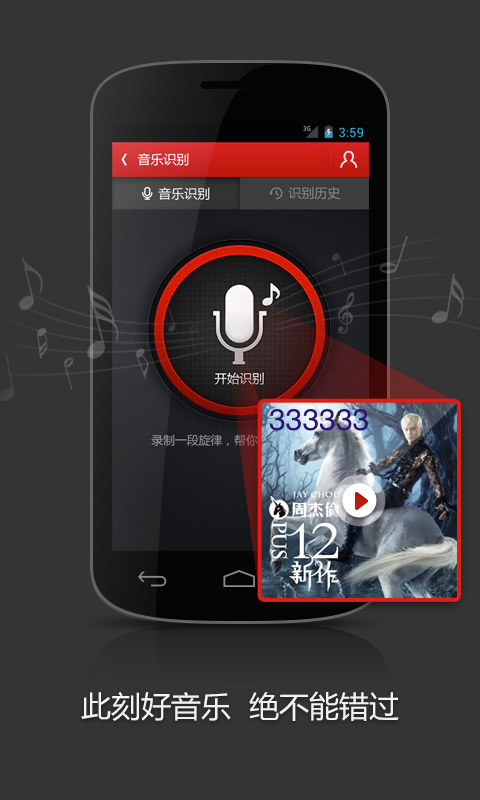 3G 3:59
音乐识别
音乐识别 识别历史
开始识别
录制一段旋律，帮你
333333
JAY CHOU
周杰伦
OPUS
12
新作
此刻好音乐 绝不能错过